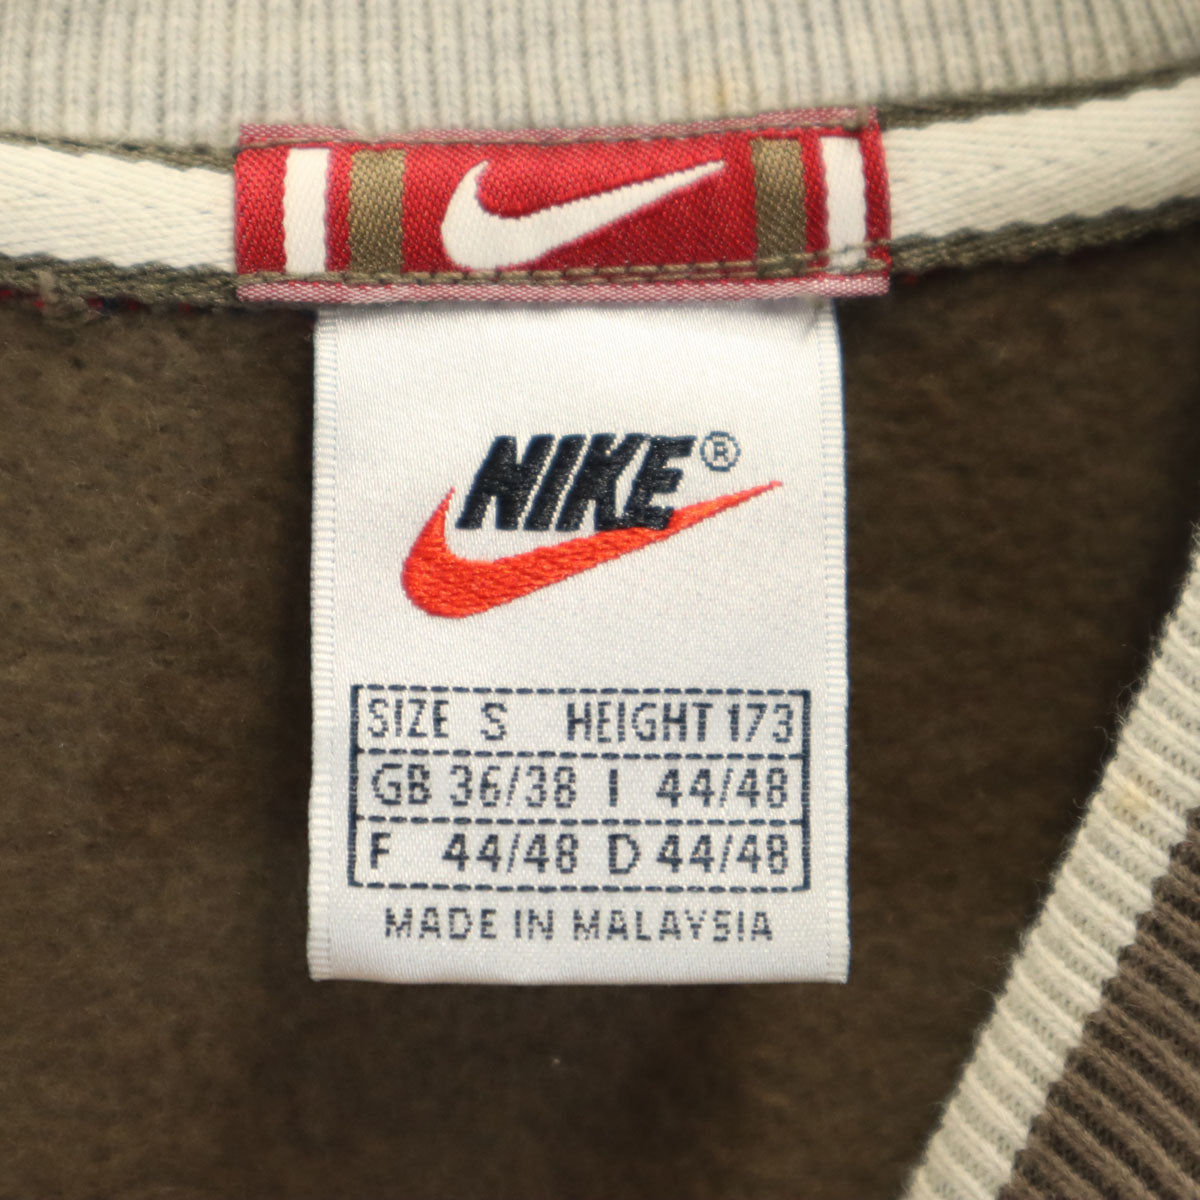 NIKE®
SIZE S HEIGHT 173
GB 36/38 I 44/48
F 44/48 D 44/48
MADE IN MALAYSIA